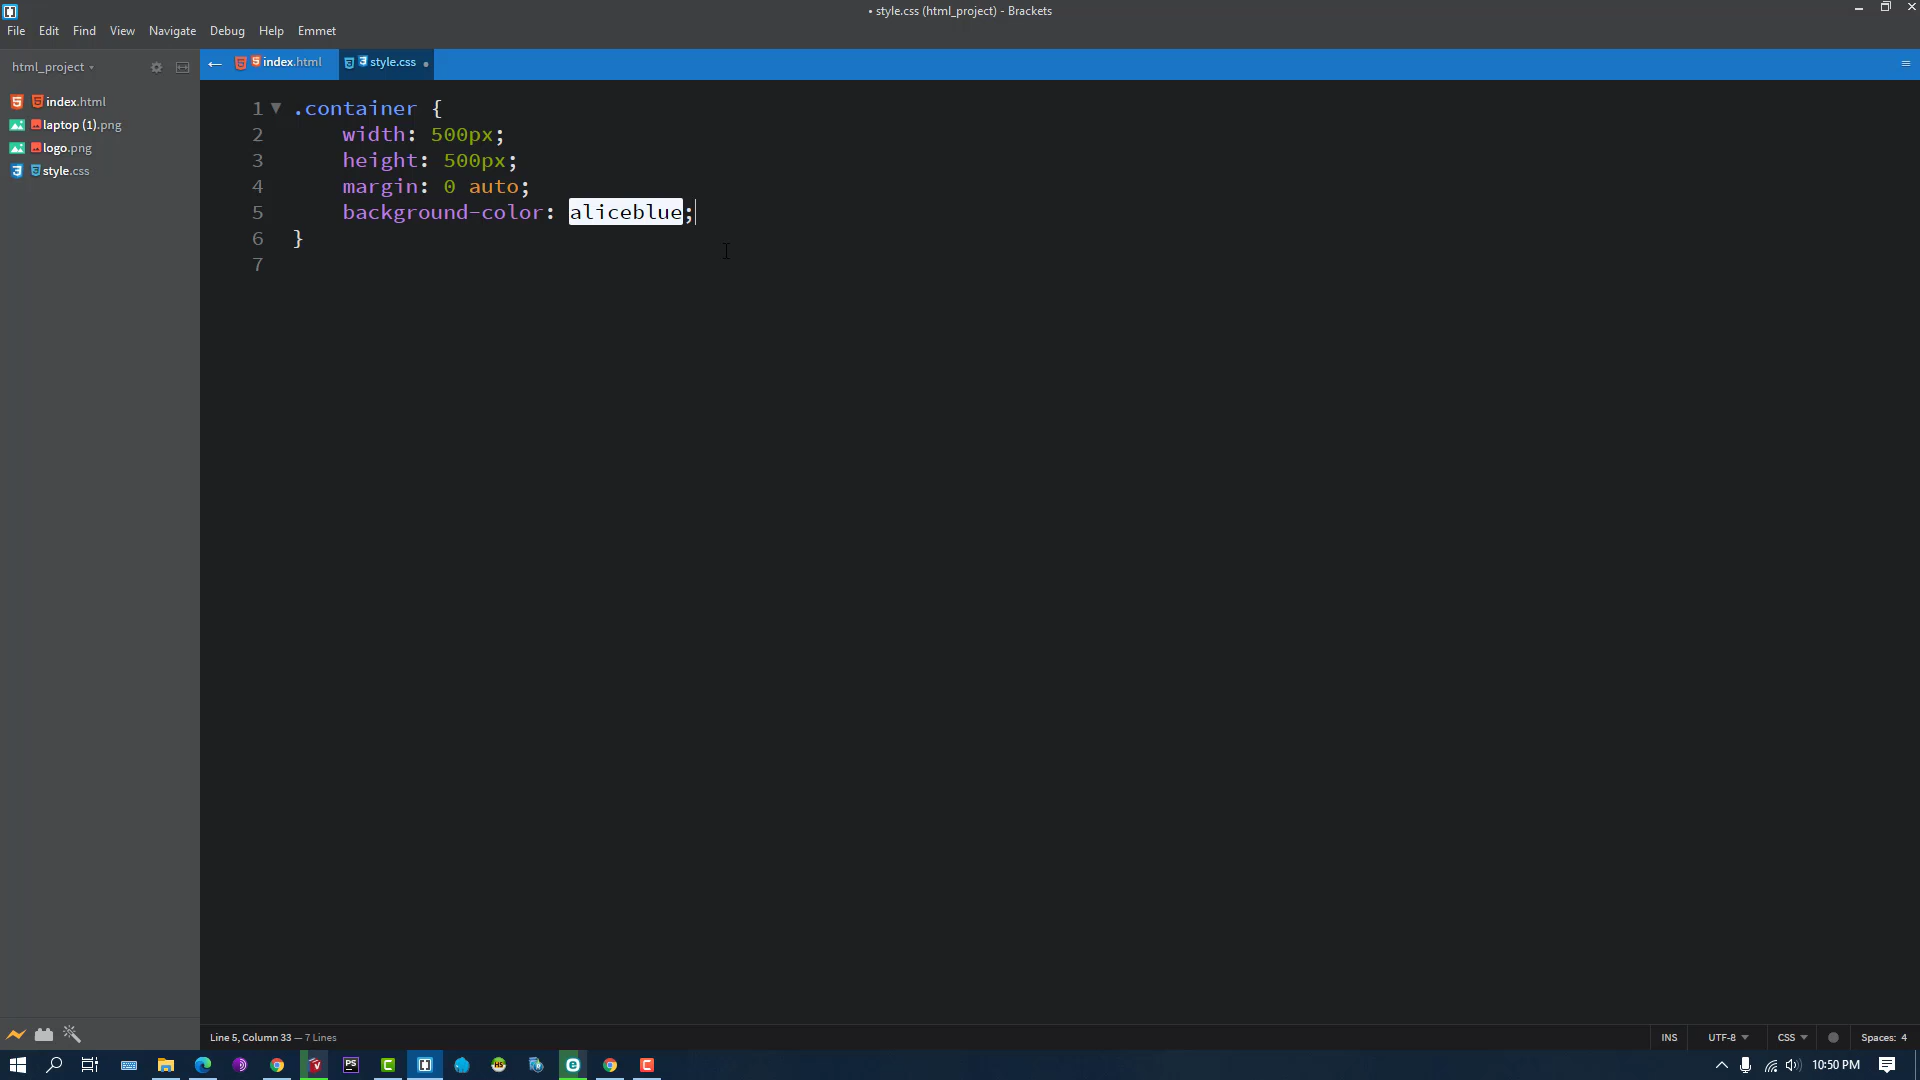 • style.css (html_project) - Brackets
File Edit Find View Navigate Debug Help Emmet
html_project
index.html
style.css
index.html
laptop (1).png
logo.png
style.css
1 .container {
2 width: 500px;
3 height: 500px;
4 margin: 0 auto;
5 background-color: aliceblue;
6 }
7
Line 5, Column 33 — 7 Lines
INS UTF-8 CSS Spaces: 4
10:50 PM